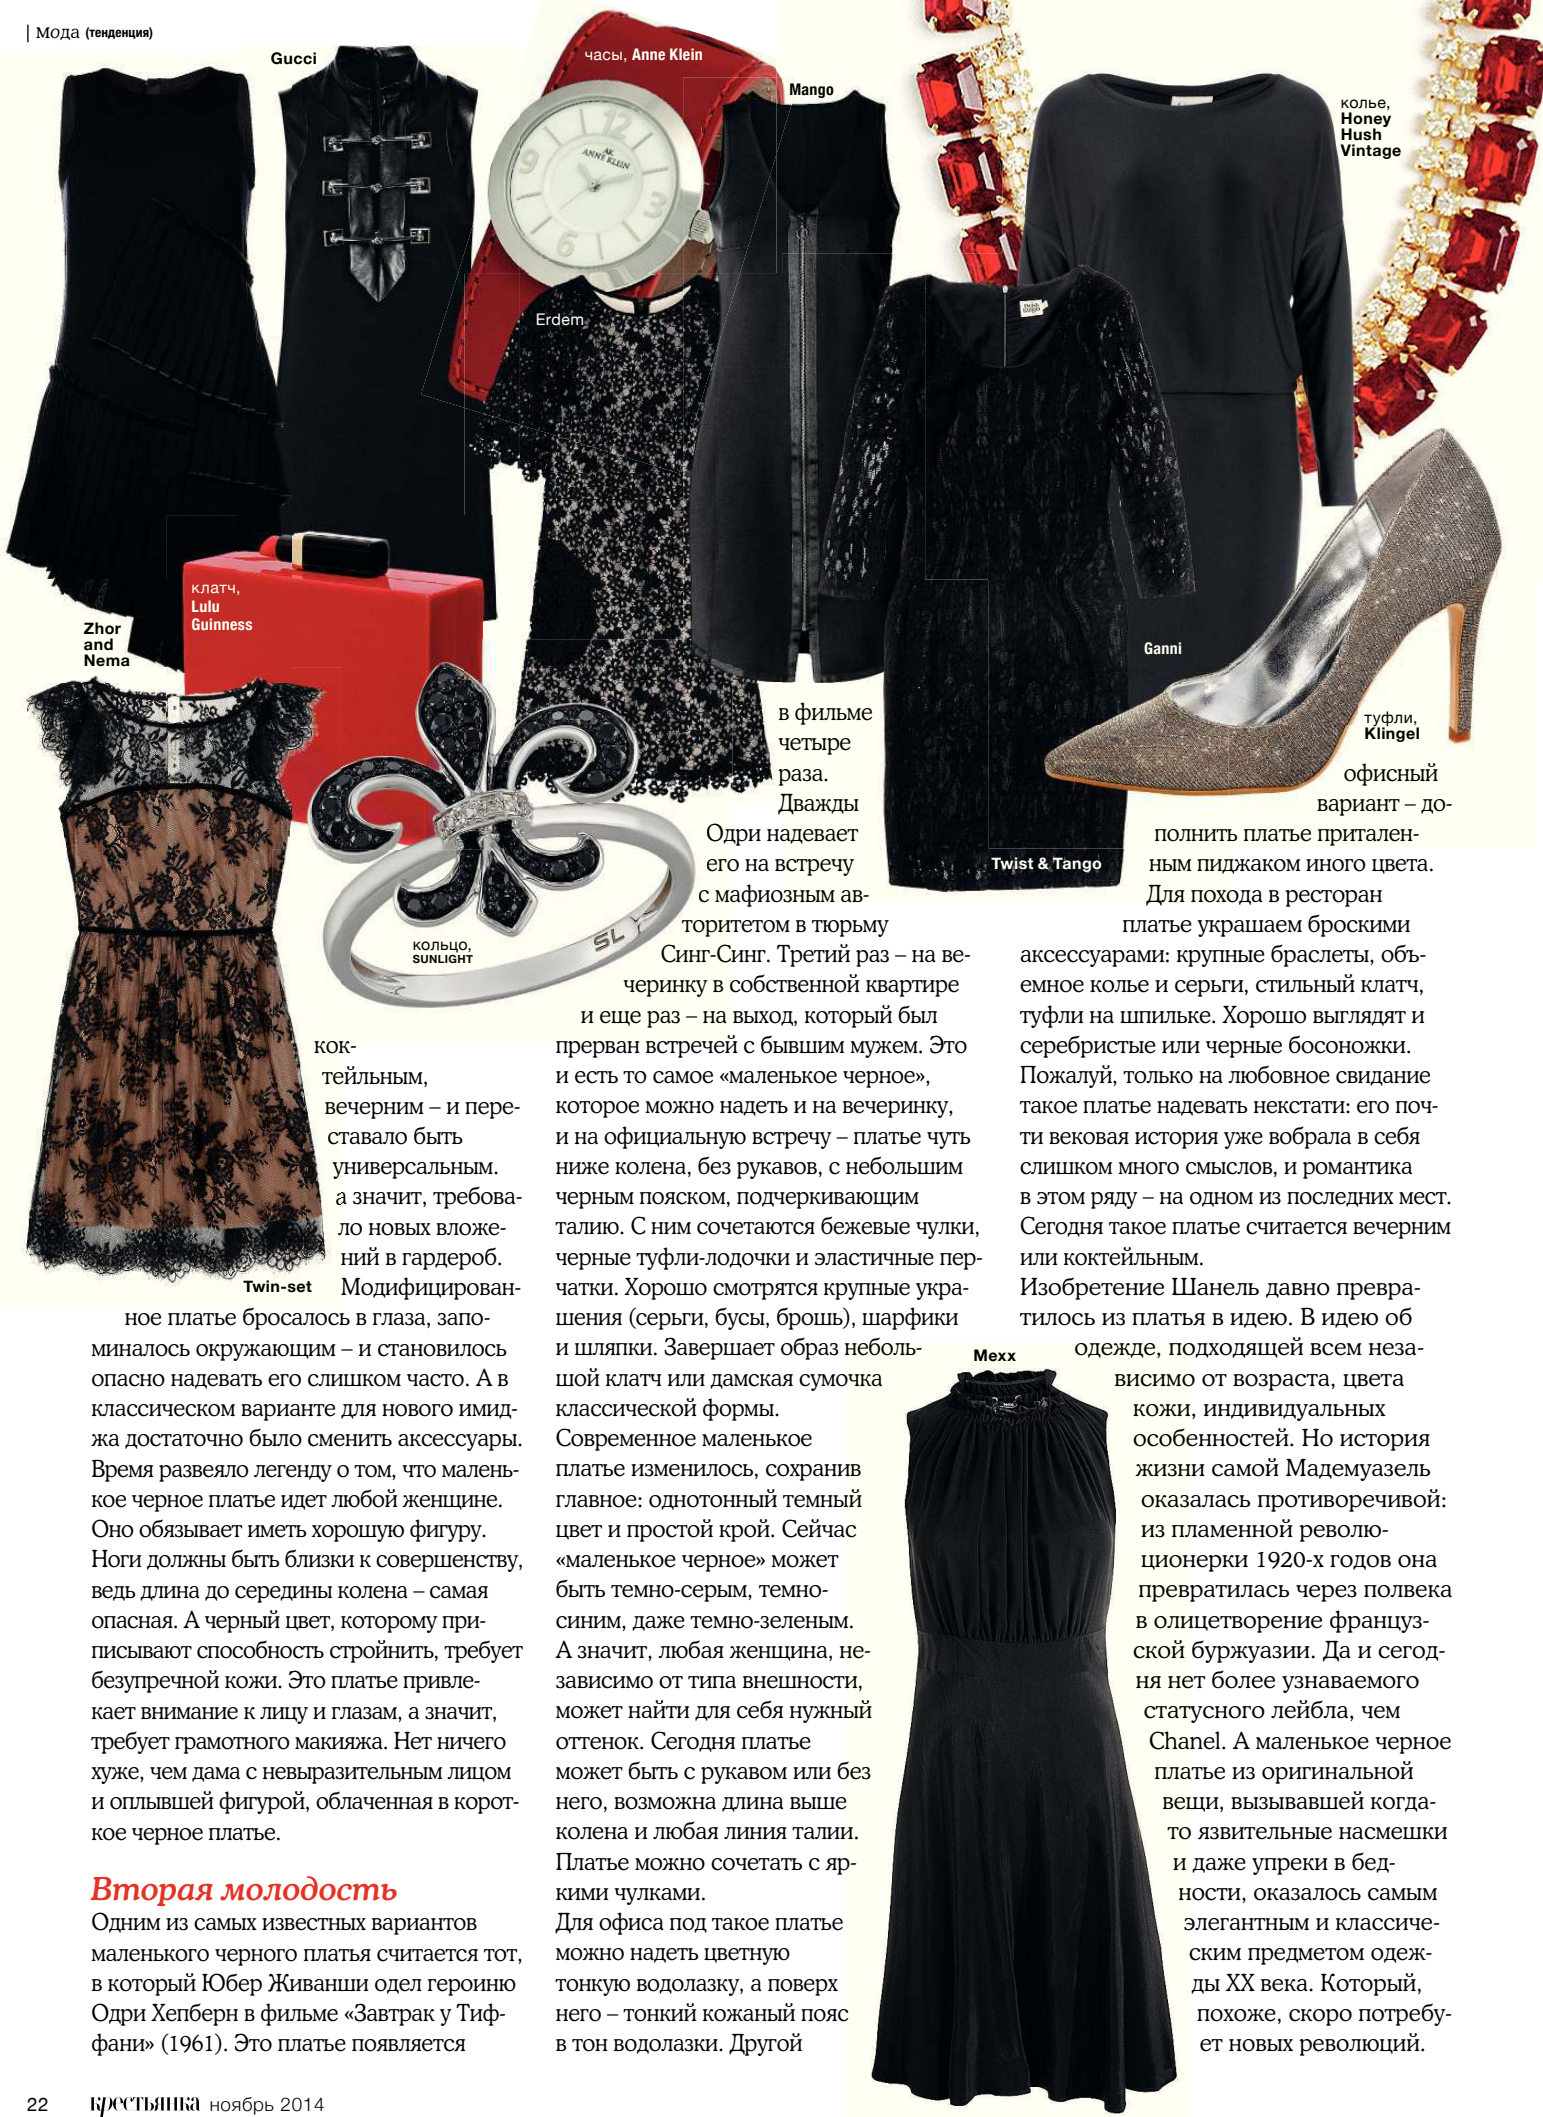 | Мода (тенденция)
Gucci
часы, Anne Klein
Mango
колье,
Honey
Hush
Vintage
12
AK
ANNE KLEIN
9
3
6
Erdem
клатч,
Lulu
Guinness
Zhor
and
Nema
Ganni
туфли,
Klingel
Twist & Tango
кольцо,
SUNLIGHT
SL
Twin-set
Mexx
кок-
тейльным,
вечерним – и пере-
ставало быть
универсальным.
а значит, требова-
ло новых вложе-
ний в гардероб.
Модифицирован-
ное платье бросалось в глаза, запо-
миналось окружающим – и становилось
опасно надевать его слишком часто. А в
классическом варианте для нового имид-
жа достаточно было сменить аксессуары.
Время развеяло легенду о том, что малень-
кое черное платье идет любой женщине.
Оно обязывает иметь хорошую фигуру.
Ноги должны быть близки к совершенству,
ведь длина до середины колена – самая
опасная. А черный цвет, которому при-
писывают способность стройнить, требует
безупречной кожи. Это платье привле-
кает внимание к лицу и глазам, а значит,
требует грамотного макияжа. Нет ничего
хуже, чем дама с невыразительным лицом
и оплывшей фигурой, облаченная в корот-
кое черное платье.
Вторая молодость
Одним из самых известных вариантов
маленького черного платья считается тот,
в который Юбер Живанши одел героиню
Одри Хепберн в фильме «Завтрак у Тиф-
фани» (1961). Это платье появляется
в фильме
четыре
раза.
Дважды
Одри надевает
его на встречу
с мафиозным ав-
торитетом в тюрьму
Синг-Синг. Третий раз – на ве-
черинку в собственной квартире
и еще раз – на выход, который был
прерван встречей с бывшим мужем. Это
и есть то самое «маленькое черное»,
которое можно надеть и на вечеринку,
и на официальную встречу – платье чуть
ниже колена, без рукавов, с небольшим
черным пояском, подчеркивающим
талию. С ним сочетаются бежевые чулки,
черные туфли-лодочки и эластичные пер-
чатки. Хорошо смотрятся крупные укра-
шения (серьги, бусы, брошь), шарфики
и шляпки. Завершает образ неболь-
шой клатч или дамская сумочка
классической формы.
Современное маленькое
платье изменилось, сохранив
главное: однотонный темный
цвет и простой крой. Сейчас
«маленькое черное» может
быть темно-серым, темно-
синим, даже темно-зеленым.
А значит, любая женщина, не-
зависимо от типа внешности,
может найти для себя нужный
оттенок. Сегодня платье
может быть с рукавом или без
него, возможна длина выше
колена и любая линия талии.
Платье можно сочетать с яр-
кими чулками.
Для офиса под такое платье
можно надеть цветную
тонкую водолазку, а поверх
него – тонкий кожаный пояс
в тон водолазки. Другой
офисный
вариант – до-
полнить платье притален-
ным пиджаком иного цвета.
Для похода в ресторан
платье украшаем броскими
аксессуарами: крупные браслеты, объ-
емное колье и серьги, стильный клатч,
туфли на шпильке. Хорошо выглядят и
серебристые или черные босоножки.
Пожалуй, только на любовное свидание
такое платье надевать некстати: его поч-
ти вековая история уже вобрала в себя
слишком много смыслов, и романтика
в этом ряду – на одном из последних мест.
Сегодня такое платье считается вечерним
или коктейльным.
Изобретение Шанель давно превра-
тилось из платья в идею. В идею об
одежде, подходящей всем неза-
висимо от возраста, цвета
кожи, индивидуальных
особенностей. Но история
жизни самой Мадемуазель
оказалась противоречивой:
из пламенной револю-
ционерки 1920-х годов она
превратилась через полвека
в олицетворение француз-
ской буржуазии. Да и сегод-
ня нет более узнаваемого
статусного лейбла, чем
Chanel. А маленькое черное
платье из оригинальной
вещи, вызывавшей когда-
то язвительные насмешки
и даже упреки в бед-
ности, оказалось самым
элегантным и классиче-
ским предметом одеж-
ды XX века. Который,
похоже, скоро потребу-
ет новых революций.
22 крестьянка ноябрь 2014